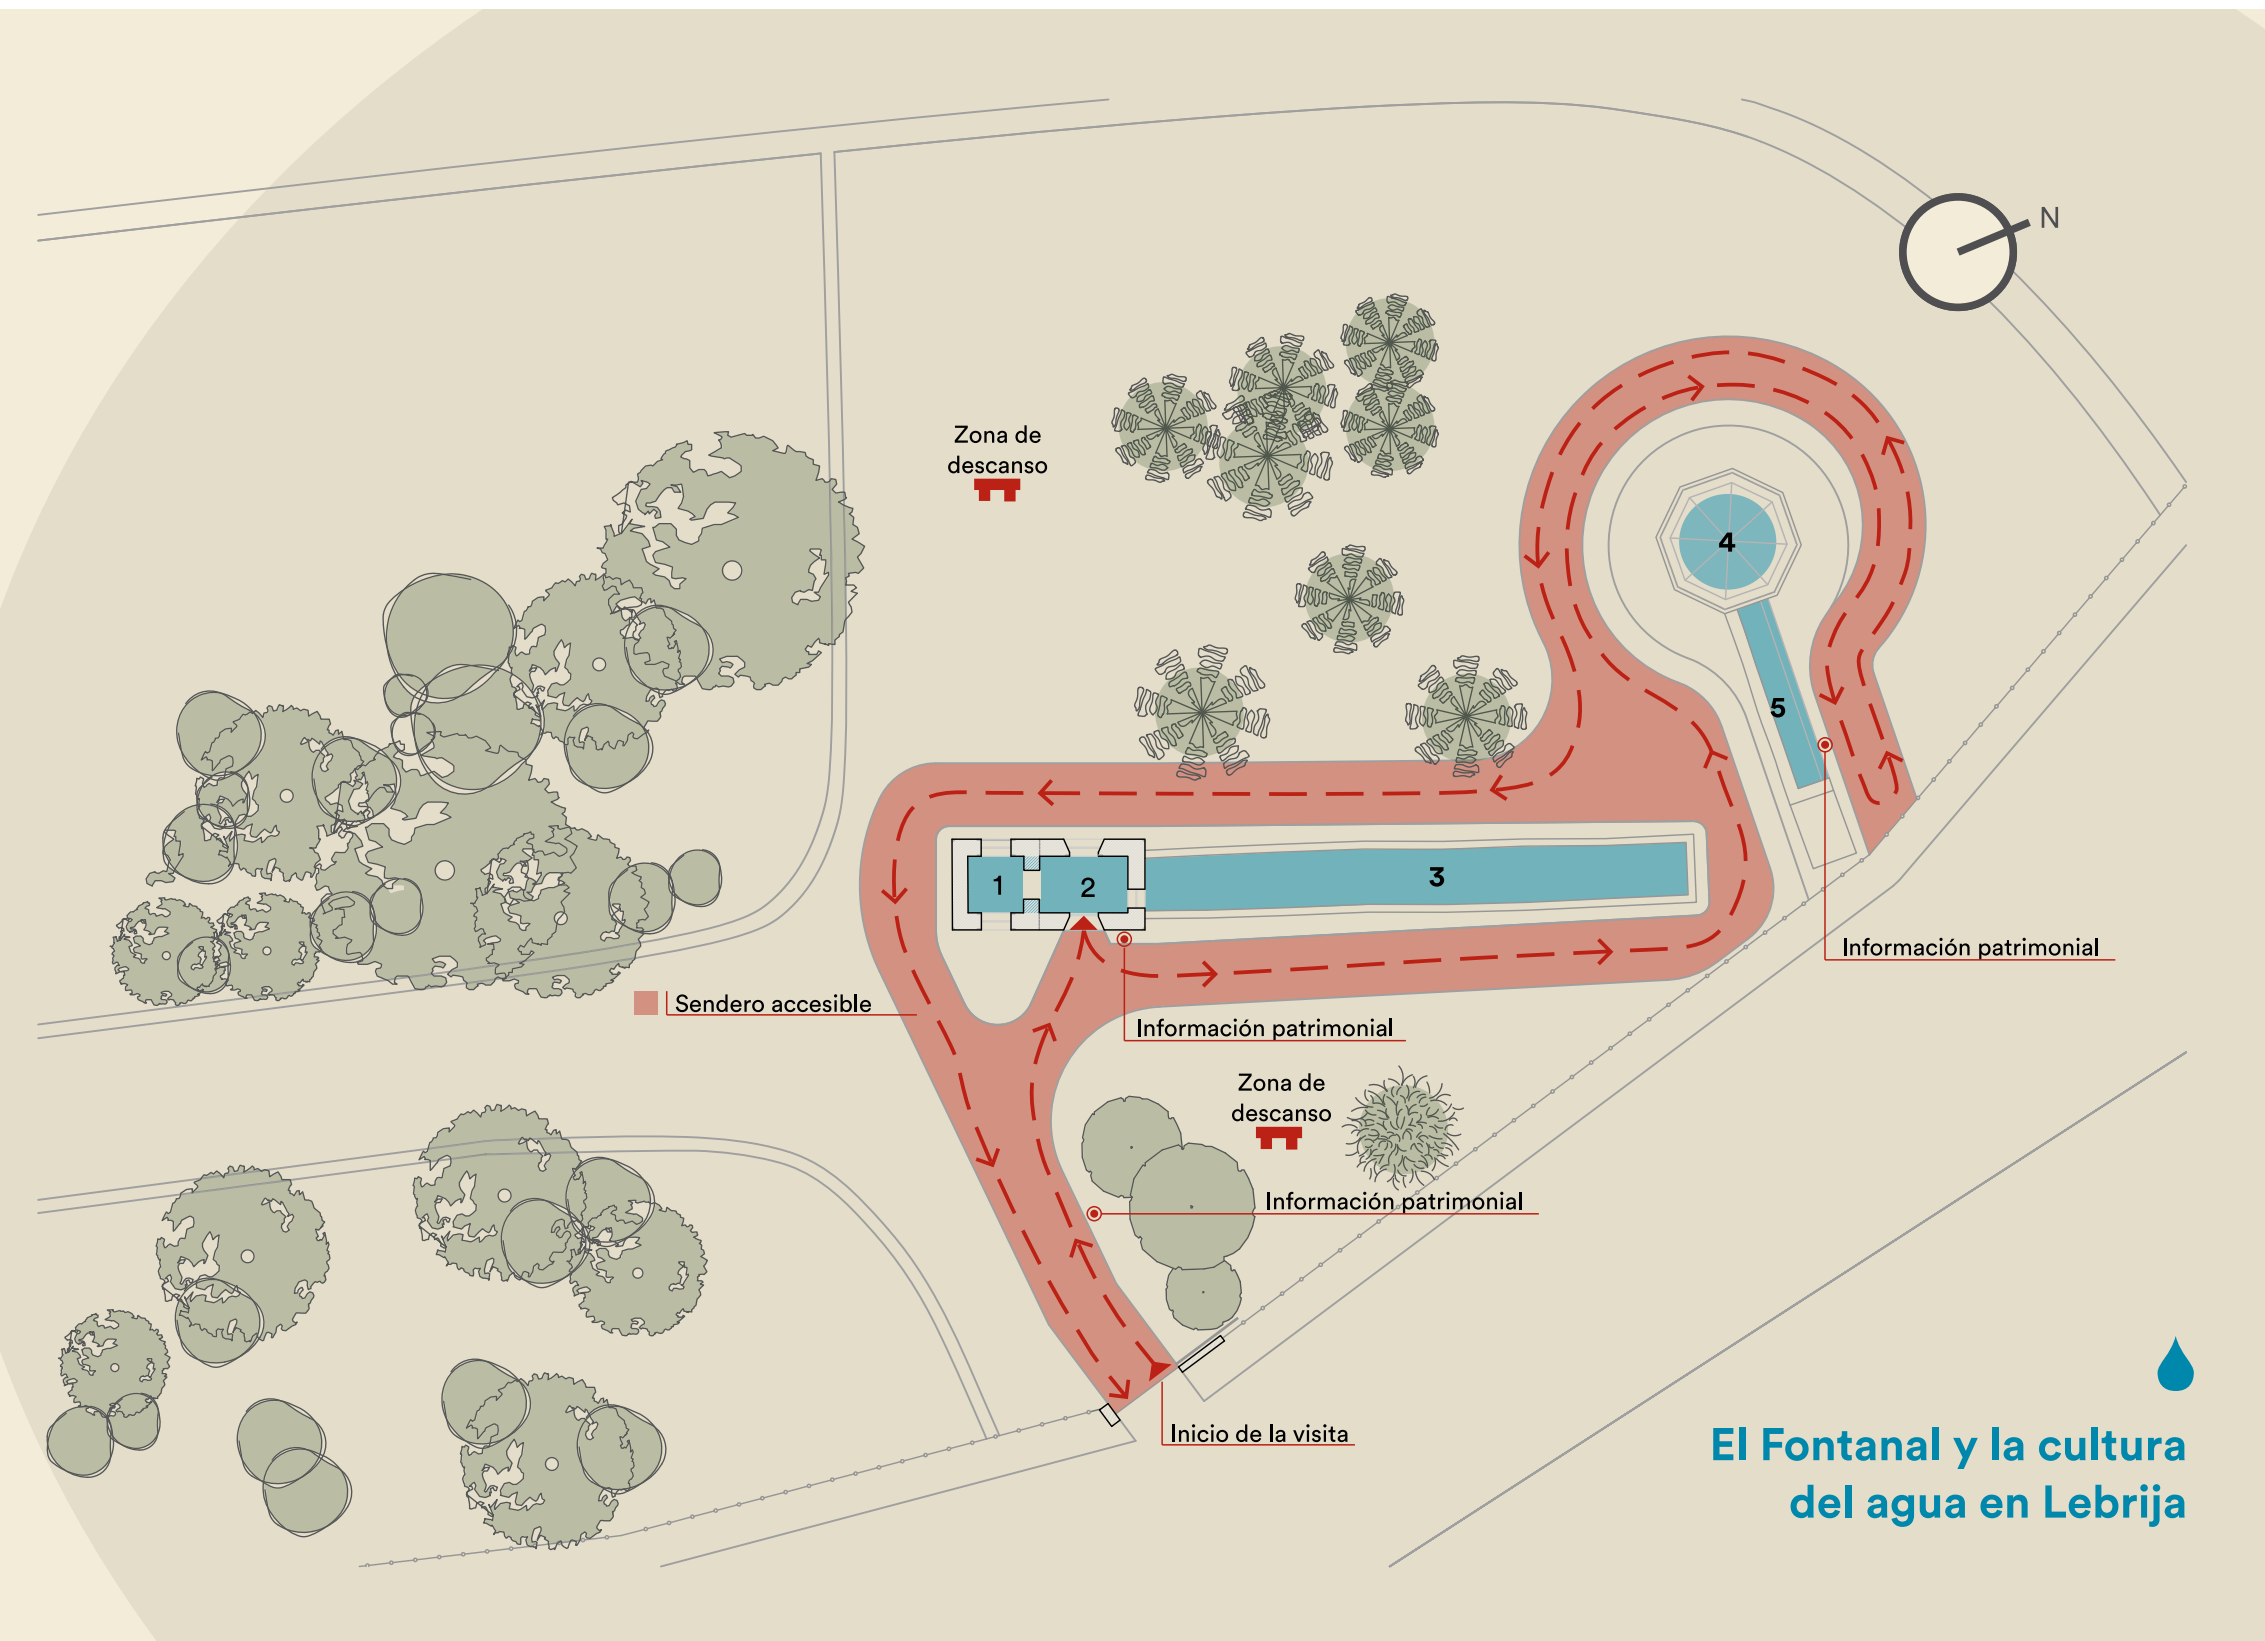 N
Zona de
descanso
4
5
1
2
3
Información patrimonial
Sendero accesible
Información patrimonial
Zona de
descanso
Información patrimonial
Inicio de la visita
El Fontanal y la cultura
del agua en Lebrija